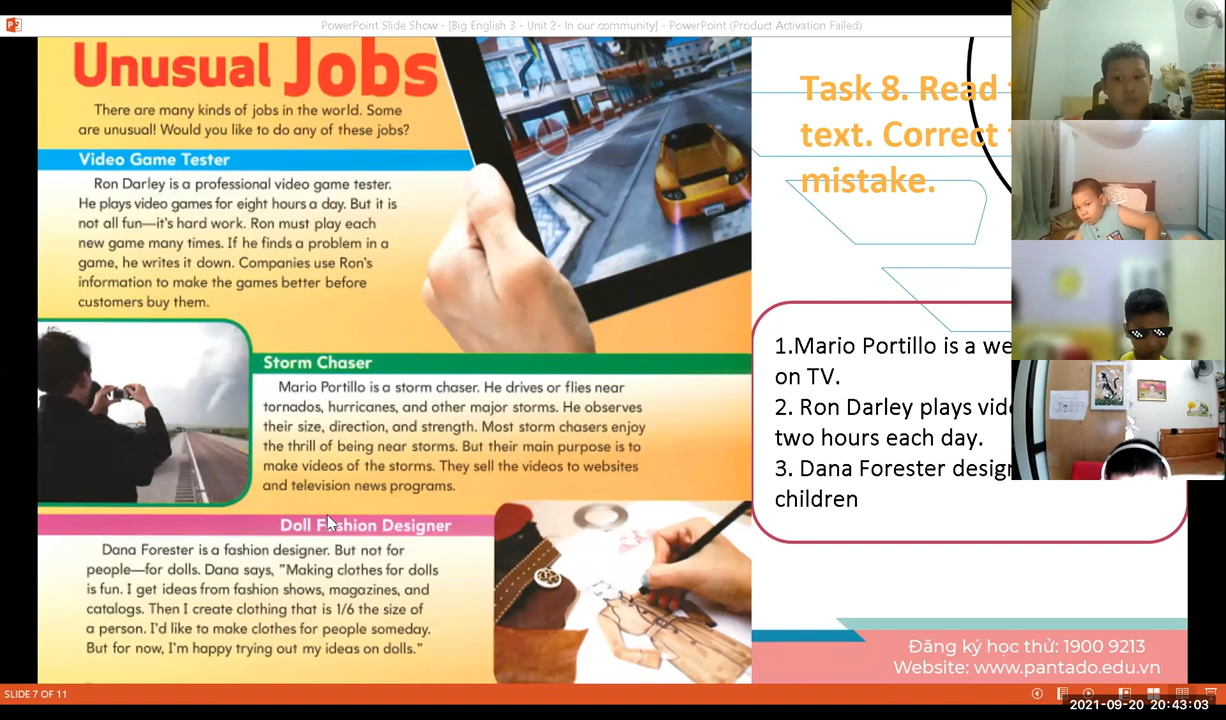 PowerPoint Slide Show - [Big English 3 - Unit 2- In our community] - PowerPoint (Product Activation Failed)
Unusual Jobs
There are many kinds of jobs in the world. Some
are unusual! Would you like to do any of these jobs?
Video Game Tester
Ron Darley is a professional video game tester.
He plays video games for eight hours a day. But it is
not all fun—it's hard work. Ron must play each
new game many times. If he finds a problem in a
game, he writes it down. Companies use Ron's
information to make the games better before
customers buy them.
Storm Chaser
Mario Portillo is a storm chaser. He drives or flies near
tornados, hurricanes, and other major storms. He observes
their size, direction, and strength. Most storm chasers enjoy
the thrill of being near storms. But their main purpose is to
make videos of the storms. They sell the videos to websites
and television news programs.
Doll Fashion Designer
Dana Forester is a fashion designer. But not for
people—for dolls. Dana says, "Making clothes for dolls
is fun. I get ideas from fashion shows, magazines, and
catalogs. Then I create clothing that is 1/6 the size of
a person. I'd like to make clothes for people someday.
But for now, I'm happy trying out my ideas on dolls."
Task 8. Read
text. Correct
mistake.
1.Mario Portillo is a we
on TV.
2. Ron Darley plays vid
two hours each day.
3. Dana Forester design
children
Đăng ký học thử: 1900 9213
Website: www.pantado.edu.vn
SLIDE 7 OF 11
2021-09-20 20:43:03